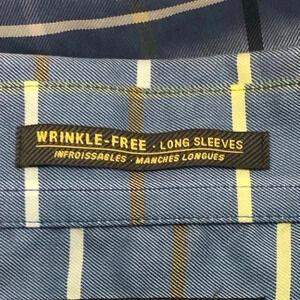 WRINKLE-FREE · LONG SLEEVES
INFROISSABLES · MANCHES LONGUES